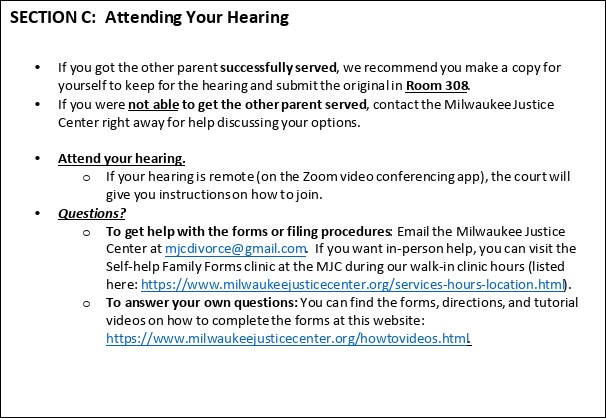 SECTION C:  Attending Your Hearing
• If you got the other parent successfully served, we recommend you make a copy for
yourself to keep for the hearing and submit the original in Room 308.
• If you were not able to get the other parent served, contact the Milwaukee Justice
Center right away for help discussing your options.
• Attend your hearing.
o If your hearing is remote (on the Zoom video conferencing app), the court will
give you instructions on how to join.
• Questions?
o To get help with the forms or filing procedures: Email the Milwaukee Justice
Center at mjcdivorce@gmail.com.  If you want in-person help, you can visit the
Self-help Family Forms clinic at the MJC during our walk-in clinic hours (listed
here: https://www.milwaukeejusticecenter.org/services-hours-location.html).
o To answer your own questions: You can find the forms, directions, and tutorial
videos on how to complete the forms at this website:
https://www.milwaukeejusticecenter.org/howtovideos.html.